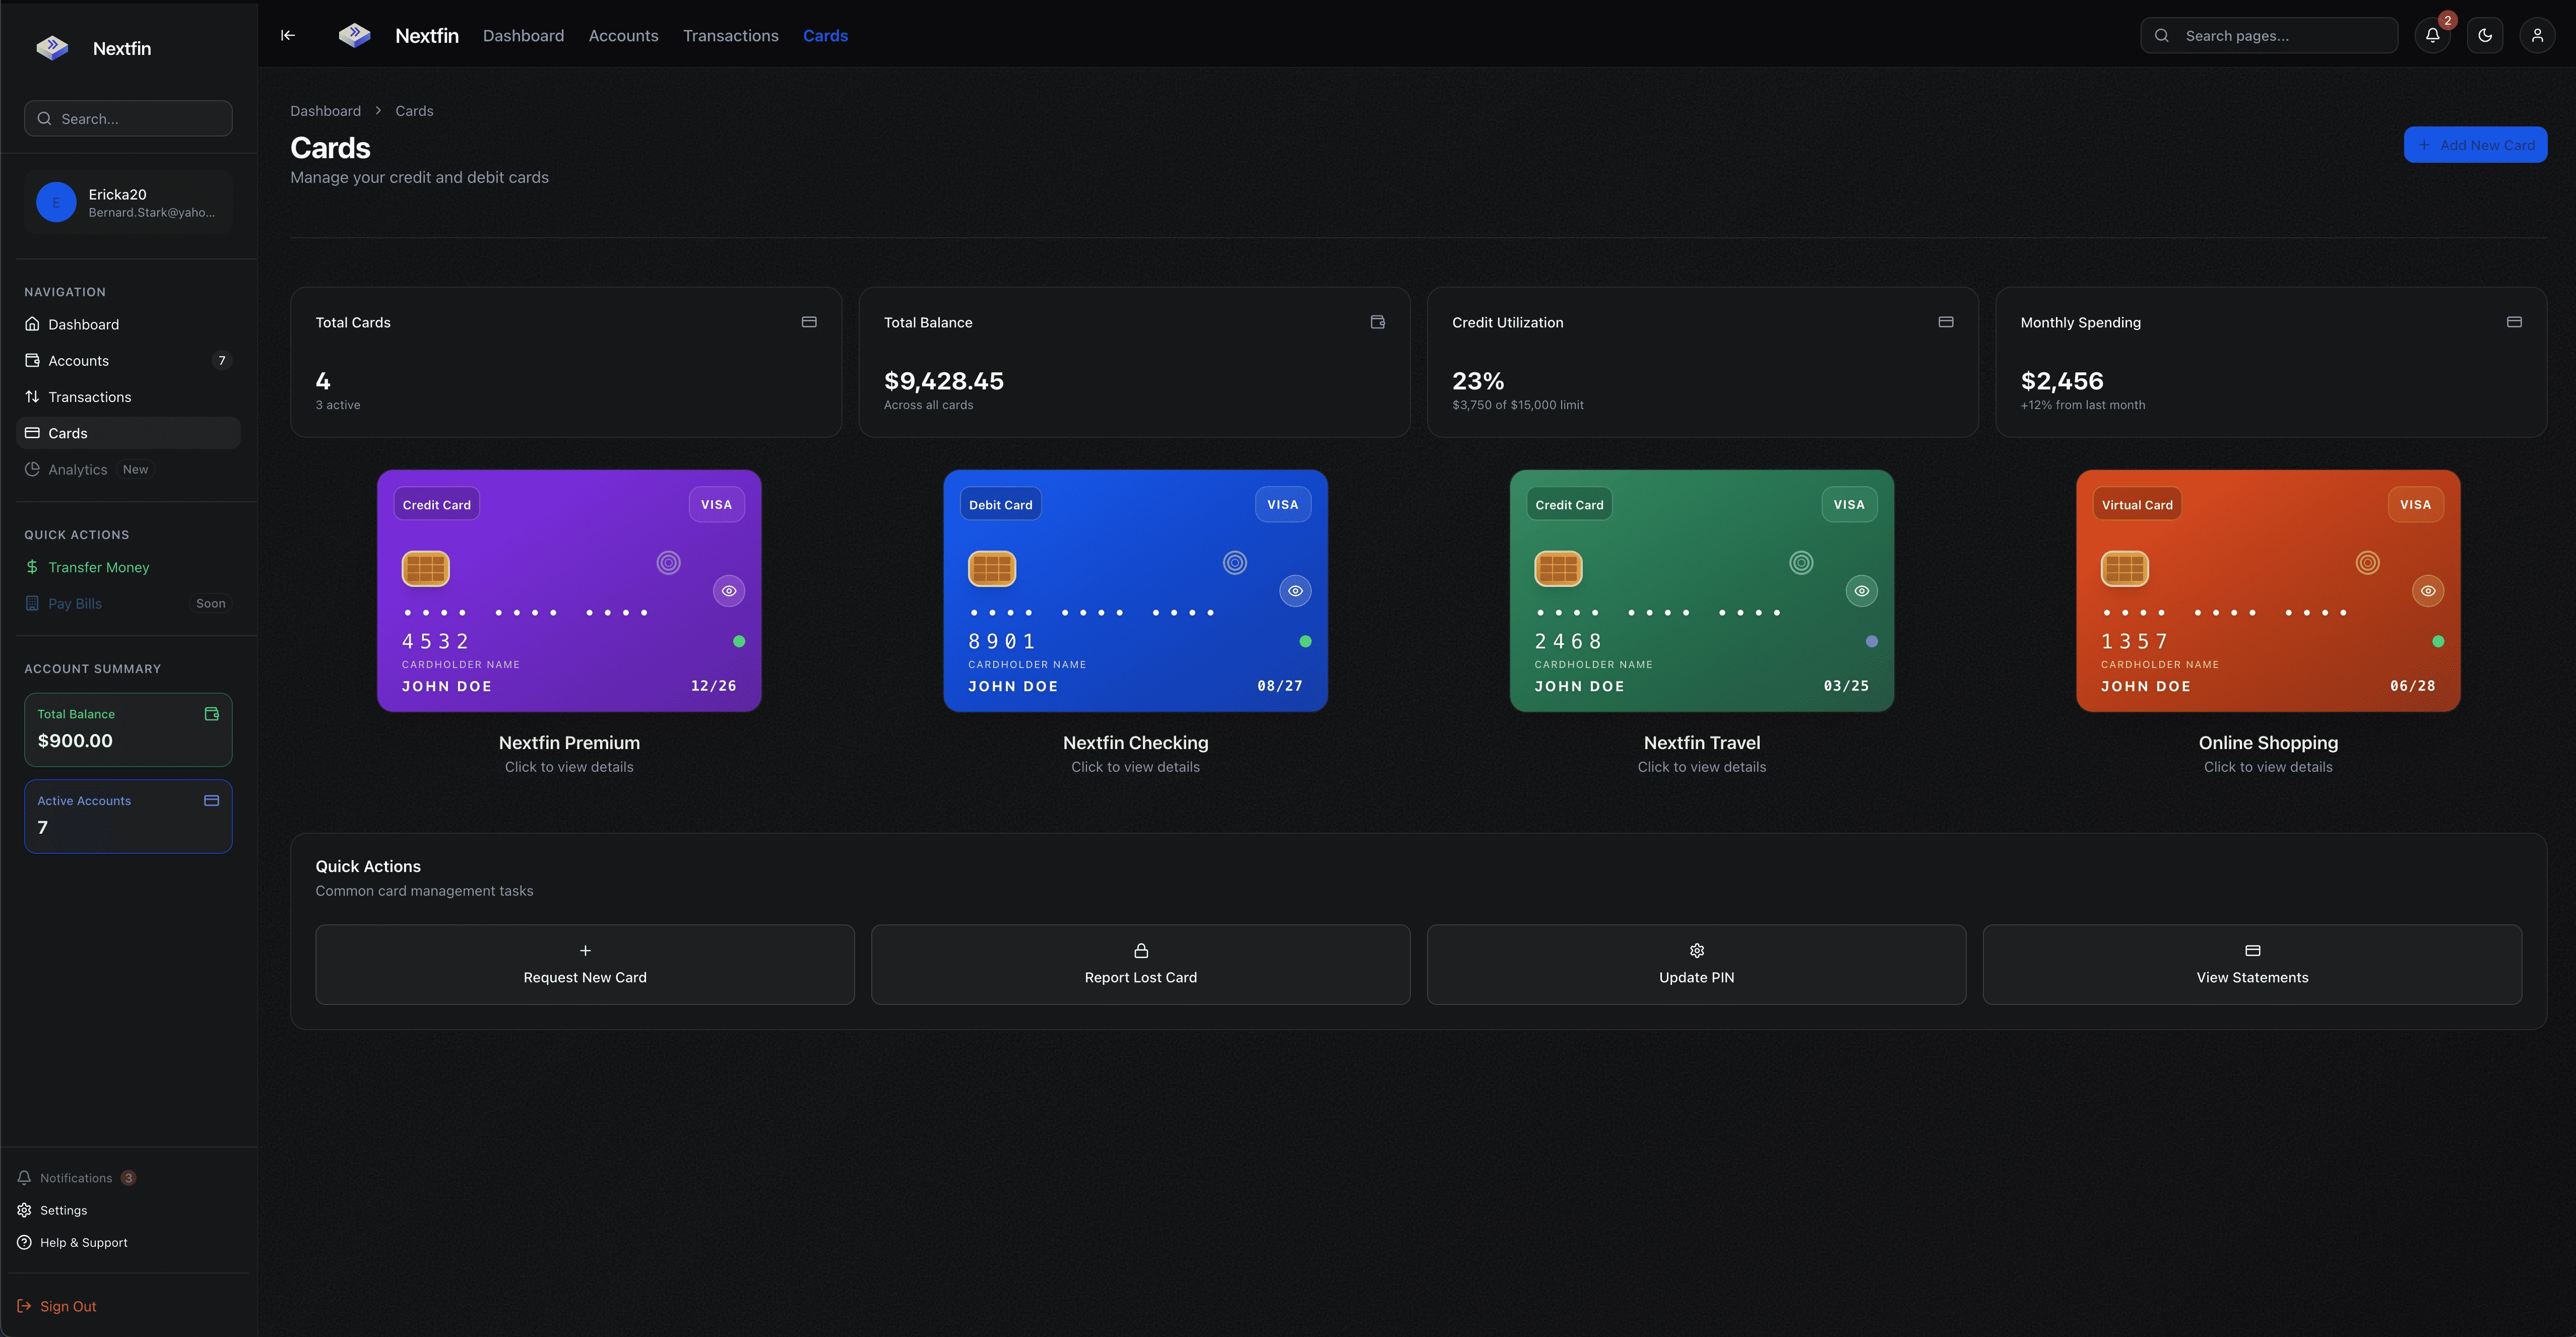 Nextfin
Search...
E
Ericka20
Bernard.Stark@yaho...
NAVIGATION
Dashboard
Accounts 7
Transactions
Cards
Analytics New
QUICK ACTIONS
Transfer Money
Pay Bills Soon
ACCOUNT SUMMARY
Total Balance
$900.00
Active Accounts
7
Notifications 3
Settings
Help & Support
Sign Out
Nextfin Dashboard Accounts Transactions Cards
Search pages...
2
Dashboard > Cards
Cards
Manage your credit and debit cards
+ Add New Card
Total Cards
4
3 active
Total Balance
$9,428.45
Across all cards
Credit Utilization
23%
$3,750 of $15,000 limit
Monthly Spending
$2,456
+12% from last month
Credit Card VISA
•••• •••• ••••
4532
CARDHOLDER NAME
JOHN DOE 12/26
Nextfin Premium
Click to view details
Debit Card VISA
•••• •••• ••••
8901
CARDHOLDER NAME
JOHN DOE 08/27
Nextfin Checking
Click to view details
Credit Card VISA
•••• •••• ••••
2468
CARDHOLDER NAME
JOHN DOE 03/25
Nextfin Travel
Click to view details
Virtual Card VISA
•••• •••• ••••
1357
CARDHOLDER NAME
JOHN DOE 06/28
Online Shopping
Click to view details
Quick Actions
Common card management tasks
Request New Card
Report Lost Card
Update PIN
View Statements